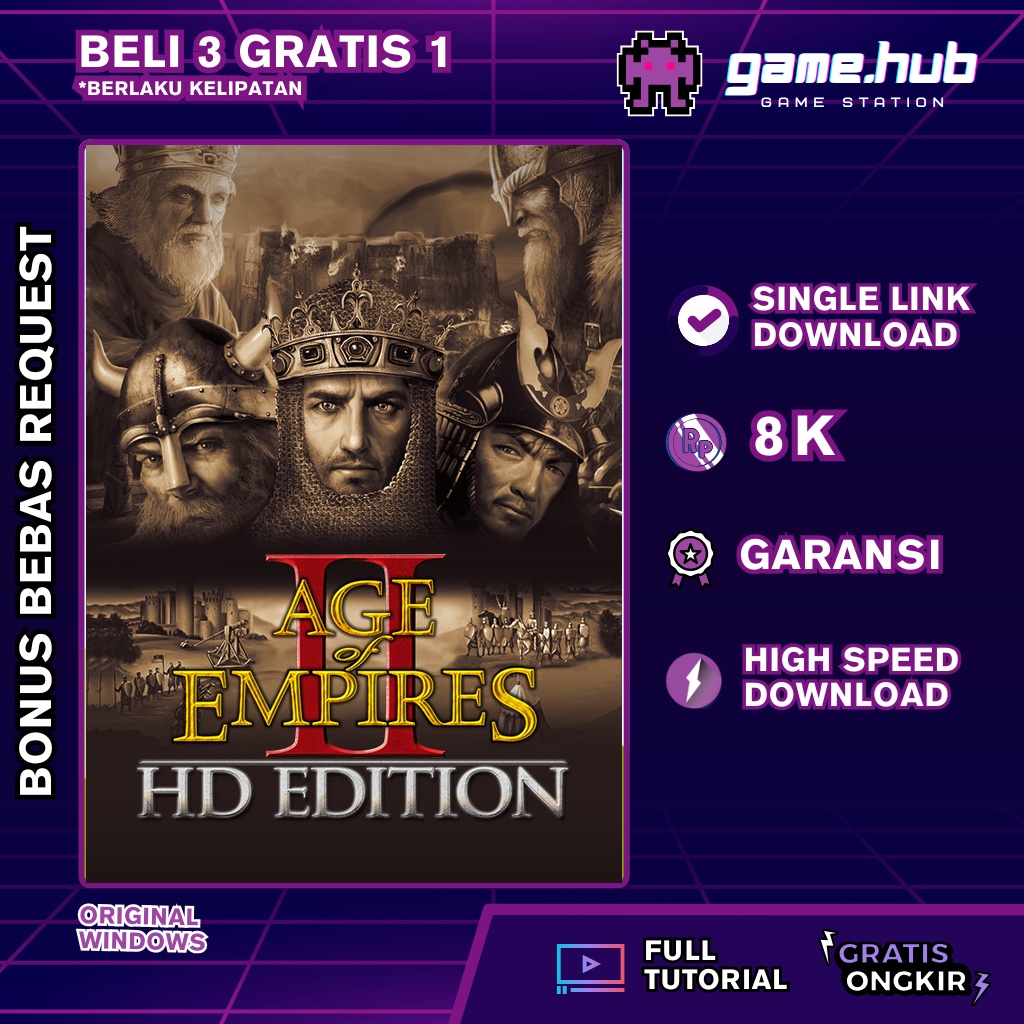 BELI 3 GRATIS 1
*BERLAKU KELIPATAN
game.hub
GAME STATION
BONUS BEBAS REQUEST
II
AGE
of
EMPIRES
HD EDITION
SINGLE LINK
DOWNLOAD
Rp
8K
GARANSI
HIGH SPEED
DOWNLOAD
ORIGINAL
WINDOWS
FULL
TUTORIAL
GRATIS
ONGKIR